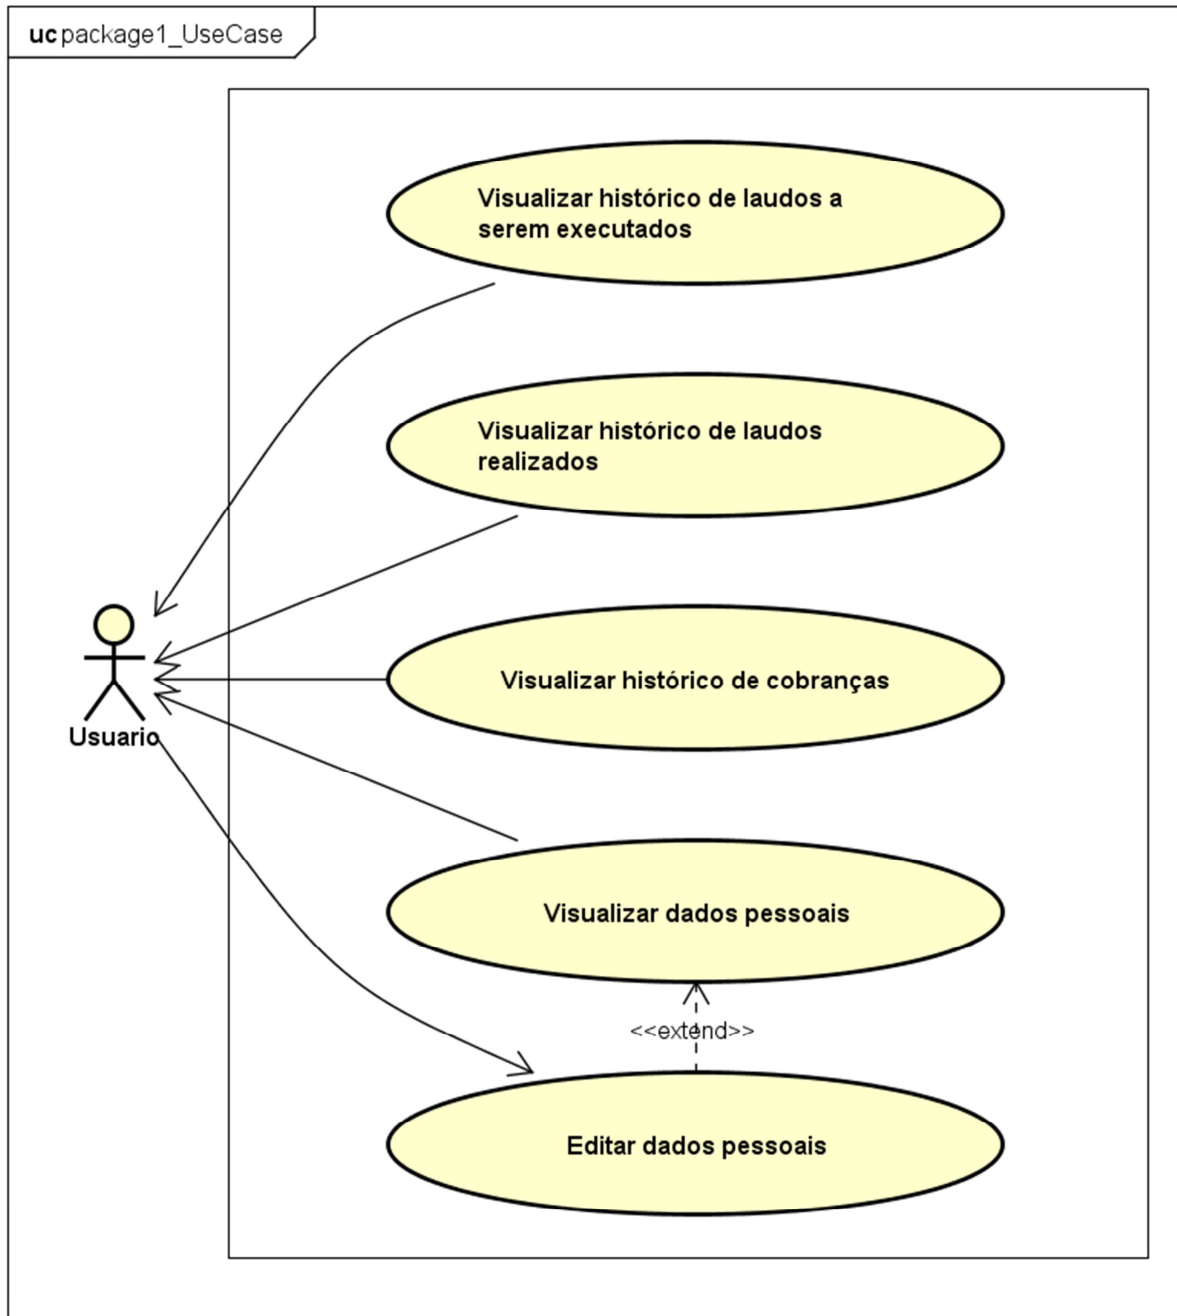 uc package1_UseCase
Visualizar histórico de laudos a
serem executados
Visualizar histórico de laudos
realizados
Visualizar histórico de cobranças
Usuario
Visualizar dados pessoais
<<extend>>
Editar dados pessoais